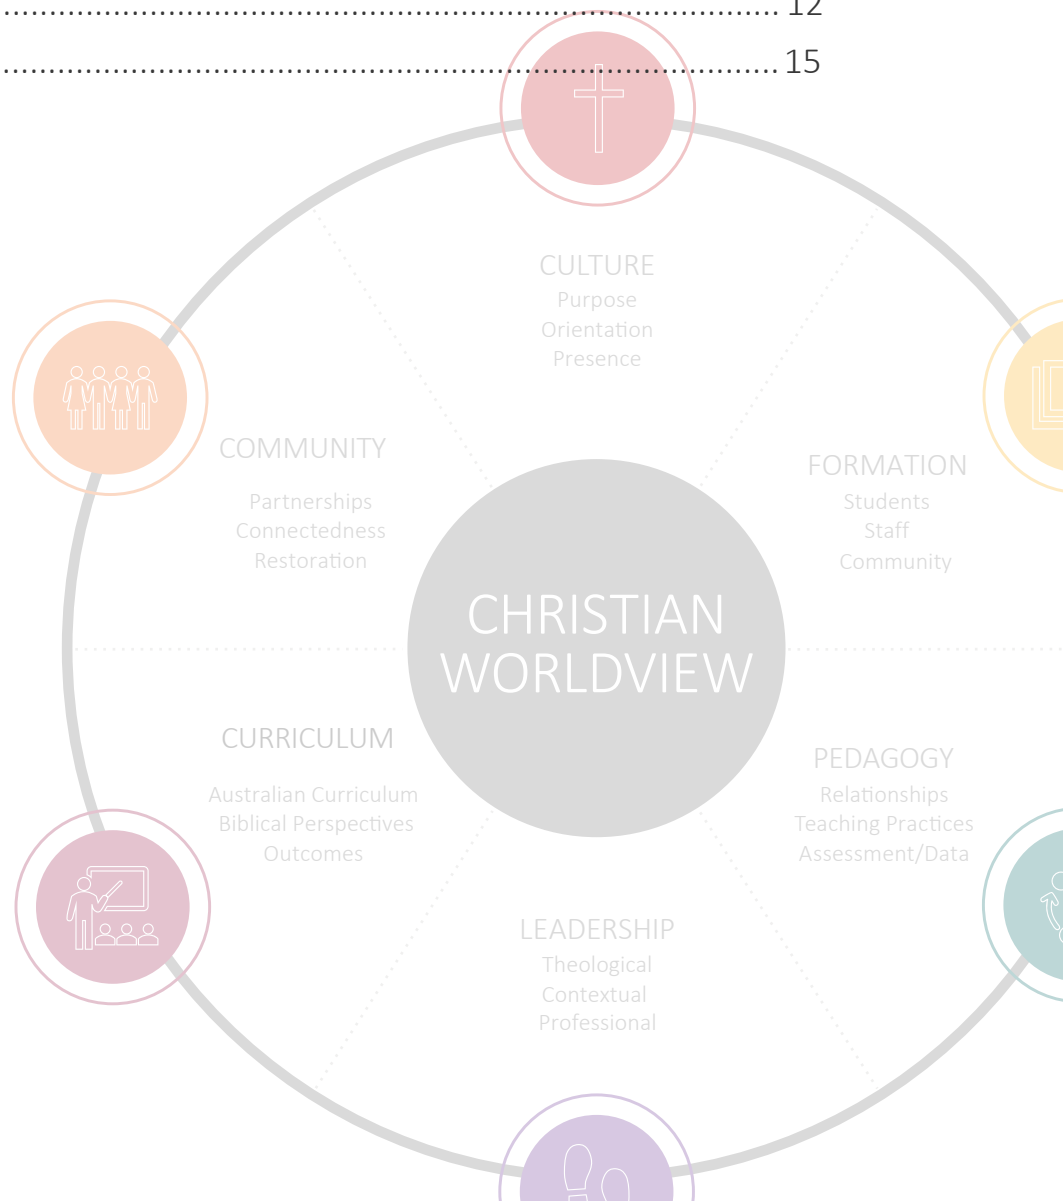 12
15
CULTURE
Purpose
Orientation
Presence
COMMUNITY
Partnerships
Connectedness
Restoration
FORMATION
Students
Staff
Community
CHRISTIAN
WORLDVIEW
CURRICULUM
Australian Curriculum
Biblical Perspectives
Outcomes
PEDAGOGY
Relationships
Teaching Practices
Assessment/Data
LEADERSHIP
Theological
Contextual
Professional